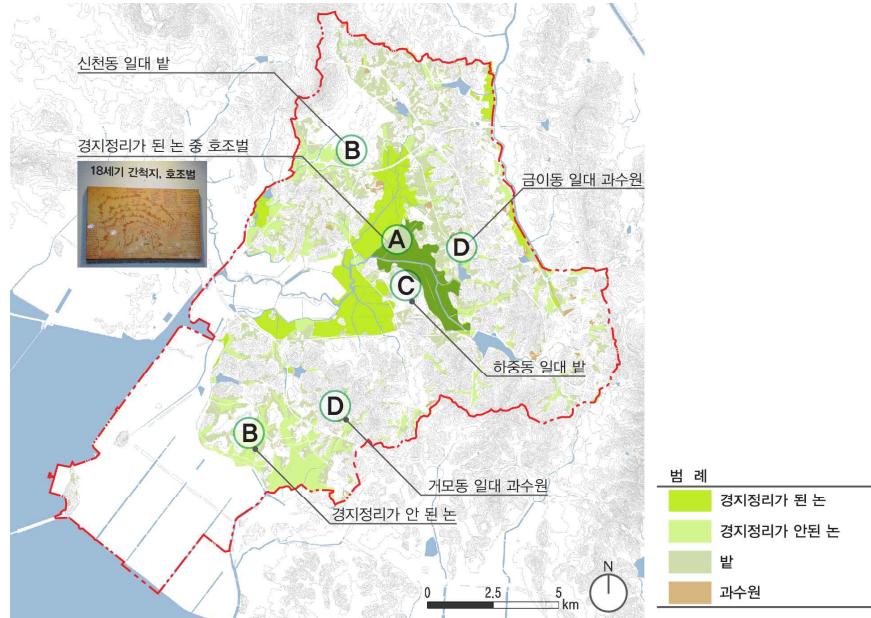 신천동 일대 밭
B
경지정리가 된 논 중 호조벌
18세기 간척지, 호조벌
금이동 일대 과수원
A
D
C
하중동 일대 밭
D
B
거모동 일대 과수원
경지정리가 안 된 논
N
0 2.5 5
km
범 례
경지정리가 된 논
경지정리가 안된 논
밭
과수원